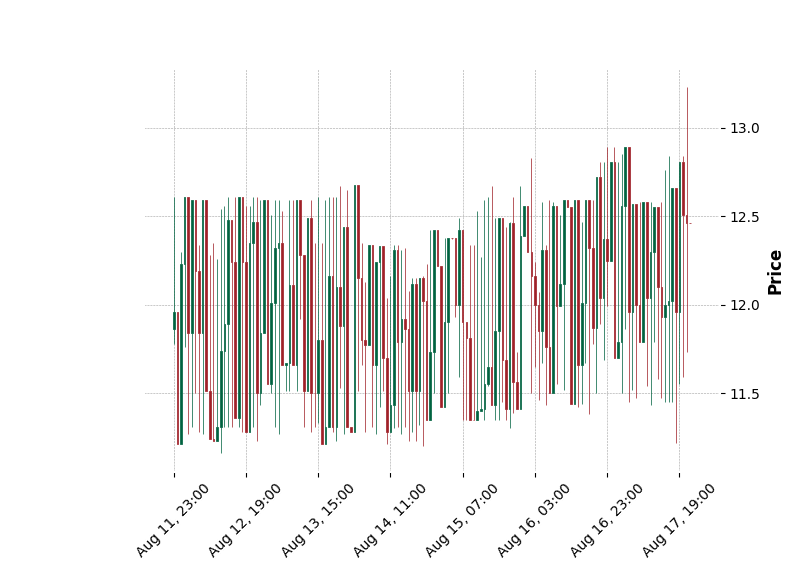 13.0
12.5
12.0
11.5
Price
Aug 11, 23:00
Aug 12, 19:00
Aug 13, 15:00
Aug 14, 11:00
Aug 15, 07:00
Aug 16, 03:00
Aug 16, 23:00
Aug 17, 19:00